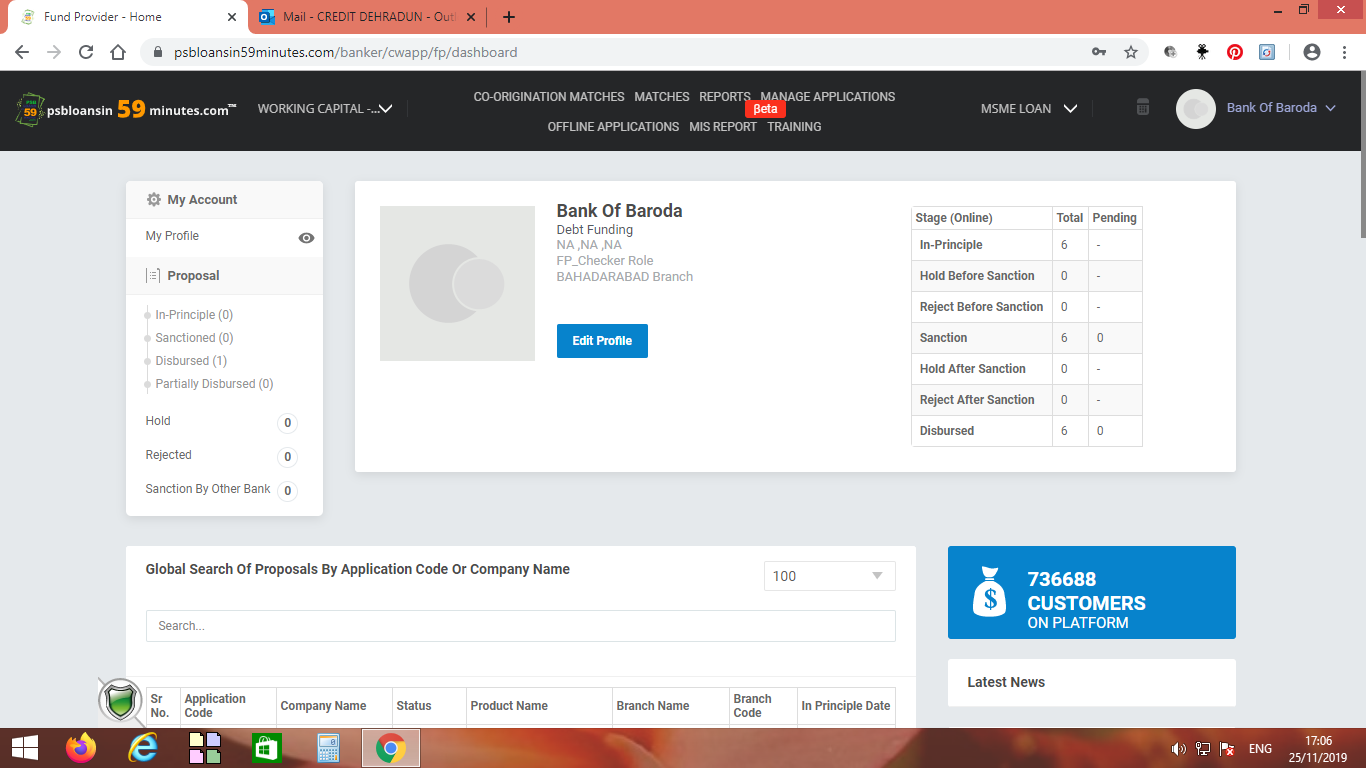 Fund Provider - Home
Mail - CREDIT DEHRADUN - Outl
psbloansin59minutes.com/banker/cwapp/fp/dashboard
PSB
59
psbloansin 59 minutes.com™
WORKING CAPITAL -...
CO-ORIGINATION MATCHES MATCHES REPORTS MANAGE APPLICATIONS
βeta
OFFLINE APPLICATIONS MIS REPORT TRAINING
MSME LOAN
Bank Of Baroda
My Account
My Profile
Proposal
In-Principle (0)
Sanctioned (0)
Disbursed (1)
Partially Disbursed (0)
Hold 0
Rejected 0
Sanction By Other Bank 0
Bank Of Baroda
Debt Funding
NA ,NA ,NA
FP_Checker Role
BAHADARABAD Branch
Edit Profile
Stage (Online) Total Pending
In-Principle 6 -
Hold Before Sanction 0 -
Reject Before Sanction 0 -
Sanction 6 0
Hold After Sanction 0 -
Reject After Sanction 0 -
Disbursed 6 0
Global Search Of Proposals By Application Code Or Company Name
100
Search...
Sr No. Application Code Company Name Status Product Name Branch Name Branch Code In Principle Date
$
736688
CUSTOMERS
ON PLATFORM
Latest News
ENG
17:06
25/11/2019